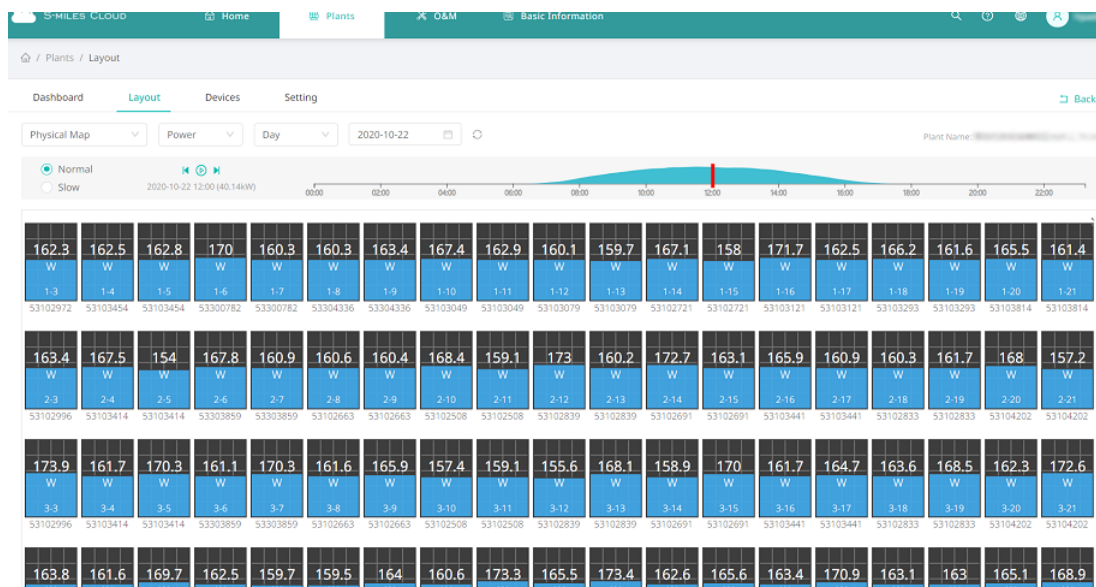 S-MILES CLOUD Home Plants O&M Basic Information
/ Plants / Layout
Dashboard Layout Devices Setting Back
Physical Map Power Day 2020-10-22 Plant Name:
Normal
Slow 2020-10-22 12:00 (40.14kW) 00:00 02:00 04:00 06:00 08:00 10:00 12:00 14:00 16:00 18:00 20:00 22:00
162.3 162.5 162.8 170 160.3 160.3 163.4 167.4 162.9 160.1 159.7 167.1 158 171.7 162.5 166.2 161.6 165.5 161.4
W W W W W W W W W W W W W W W W W W W
1-3 1-4 1-5 1-6 1-7 1-8 1-9 1-10 1-11 1-12 1-13 1-14 1-15 1-16 1-17 1-18 1-19 1-20 1-21
53102972 53103454 53103454 53300782 53300782 53304336 53304336 53103049 53103049 53103079 53103079 53102721 53102721 53103121 53103121 53103293 53103293 53103814 53103814
163.4 167.5 154 167.8 160.9 160.6 160.4 168.4 159.1 173 160.2 172.7 163.1 165.9 160.9 160.3 161.7 168 157.2
W W W W W W W W W W W W W W W W W W W
2-3 2-4 2-5 2-6 2-7 2-8 2-9 2-10 2-11 2-12 2-13 2-14 2-15 2-16 2-17 2-18 2-19 2-20 2-21
53102996 53103414 53103414 53303859 53303859 53102663 53102663 53102508 53102508 53102839 53102839 53102691 53102691 53103441 53103441 53102833 53102833 53104202 53104202
173.9 161.7 170.3 161.1 170.3 161.6 165.9 157.4 159.1 155.6 168.1 158.9 170 161.7 164.7 163.6 168.5 162.3 172.6
W W W W W W W W W W W W W W W W W W W
3-3 3-4 3-5 3-6 3-7 3-8 3-9 3-10 3-11 3-12 3-13 3-14 3-15 3-16 3-17 3-18 3-19 3-20 3-21
53102996 53103414 53103414 53303859 53303859 53102663 53102663 53102508 53102508 53102839 53102839 53102691 53102691 53103441 53103441 53102833 53102833 53104202 53104202
163.8 161.6 169.7 162.5 159.7 159.5 164 160.6 173.3 165.5 173.4 162.6 165.6 163.4 170.9 163.1 163 165.1 168.9